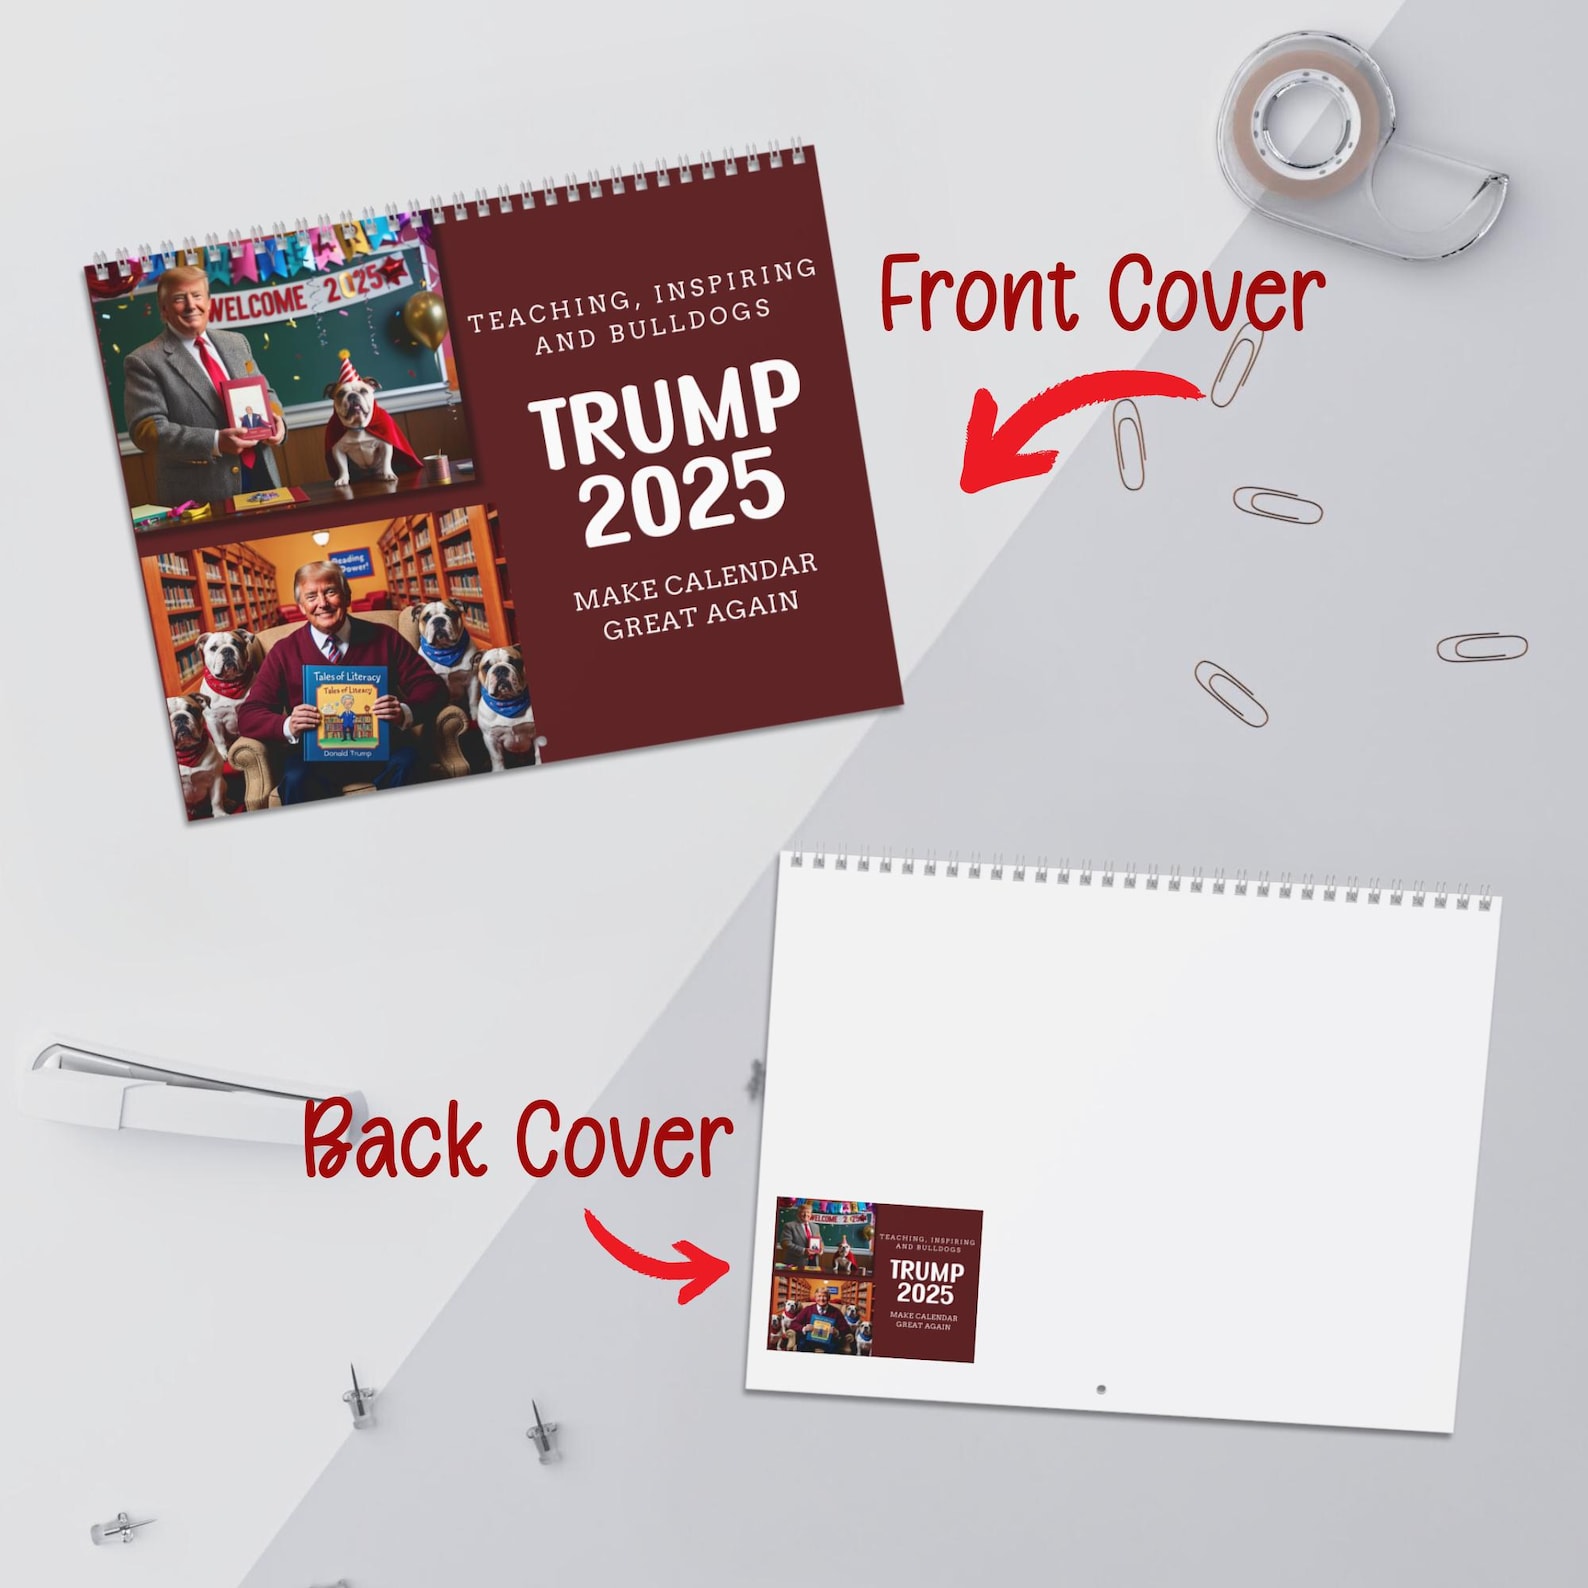 WELCOME 2025
TEACHING, INSPIRING
AND BULLDOGS
TRUMP
2025
MAKE CALENDAR
GREAT AGAIN
Reading
Power!
Tales of Literacy
Tales of Literacy
Donald Trump
Front Cover
Back Cover
WELCOME 2025
TEACHING, INSPIRING
AND BULLDOGS
TRUMP
2025
MAKE CALENDAR
GREAT AGAIN